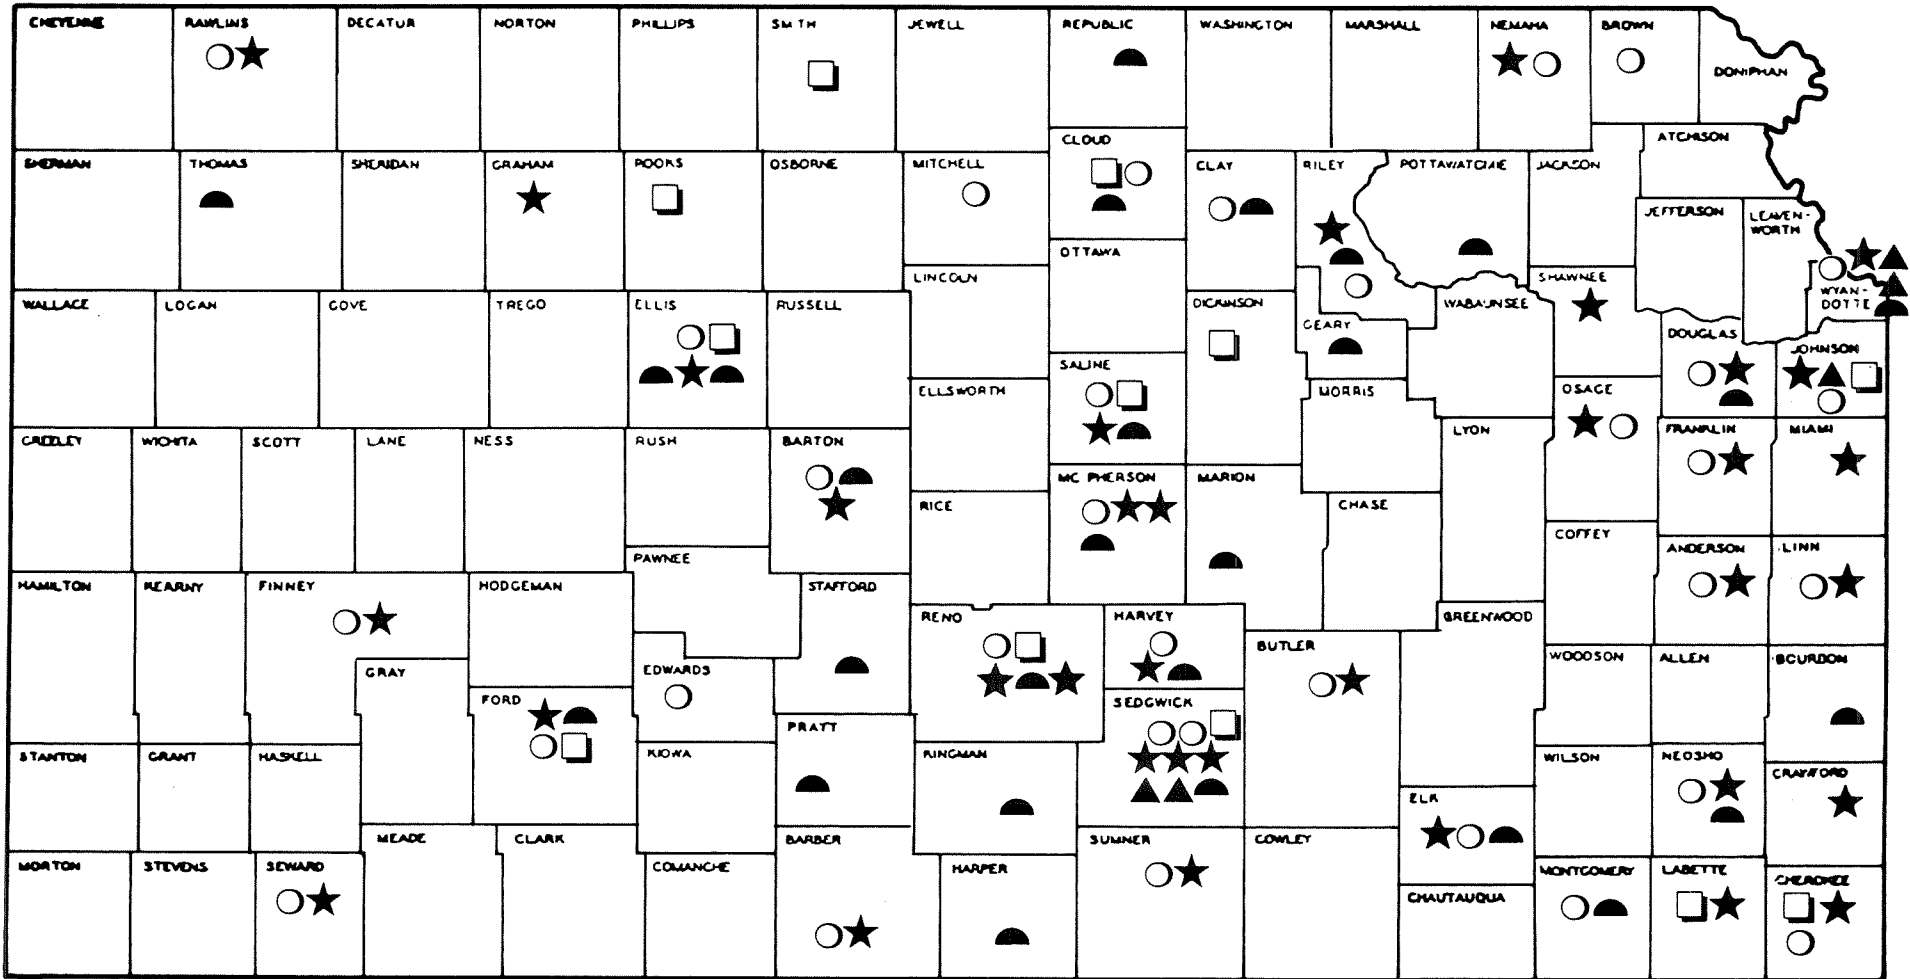 CHEYENNE
RAWLINS
DECATUR
NORTON
PHILLIPS
SMITH
JEWELL
REPUBLIC
WASHINGTON
MARSHALL
NEMAHA
BROWN
DONIPHAN
CLOUD
ATCHISON
SHERMAN
THOMAS
SHERIDAN
GRAHAM
ROOKS
OSBORNE
MITCHELL
CLAY
RILEY
POTTAWATOMIE
JACKSON
JEFFERSON
LEAVEN-
WORTH
OTTAWA
LINCOLN
SHAWNEE
WALLACE
LOGAN
GOVE
TREGO
ELLIS
RUSSELL
DICKINSON
WABAUNSEE
WYAN-
DOTTE
GEARY
DOUGLAS
JOHNSON
SALINE
ELLSWORTH
MORRIS
OSAGE
GREELEY
WICHITA
SCOTT
LANE
NESS
RUSH
BARTON
LYON
FRANKLIN
MIAMI
MC PHERSON
MARION
RICE
CHASE
COFFEY
ANDERSON
LINN
PAWNEE
HAMILTON
KEARNY
FINNEY
HODGEMAN
STAFFORD
RENO
HARVEY
GREENWOOD
BUTLER
WOODSON
ALLEN
BOURBON
GRAY
EDWARDS
FORD
SEDGWICK
PRATT
STANTON
GRANT
HASKELL
KIOWA
KINGMAN
WILSON
NEOSHO
CRAWFORD
ELK
MEADE
CLARK
BARBER
SUMNER
COWLEY
MORTON
STEVENS
SEWARD
COMANCHE
HARPER
MONTGOMERY
LABETTE
CHEROKEE
CHAUTAUQUA